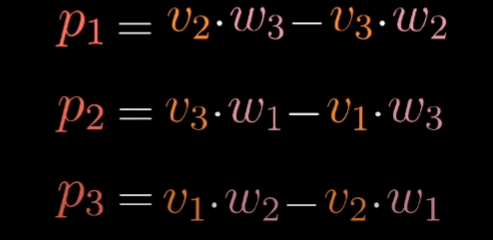 p₁ = v₂·w₃−v₃·w₂
p₂ = v₃·w₁−v₁·w₃
p₃ = v₁·w₂−v₂·w₁